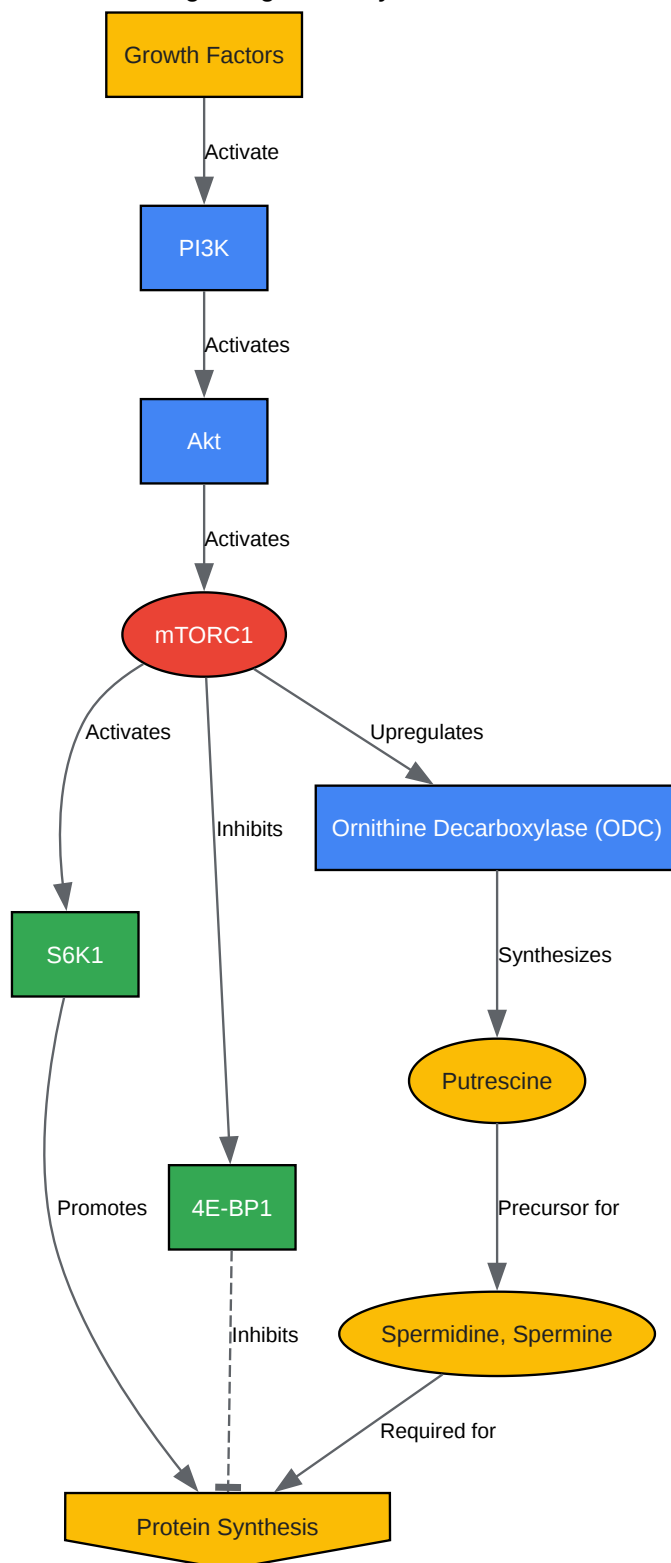 Growth Factors
Activate
PI3K
Activates
Akt
Activates
mTORC1
Activates
Upregulates
Inhibits
Ornithine Decarboxylase (ODC)
S6K1
Synthesizes
Putrescine
Promotes
4E-BP1
Precursor for
Inhibits
Spermidine, Spermine
Required for
Protein Synthesis